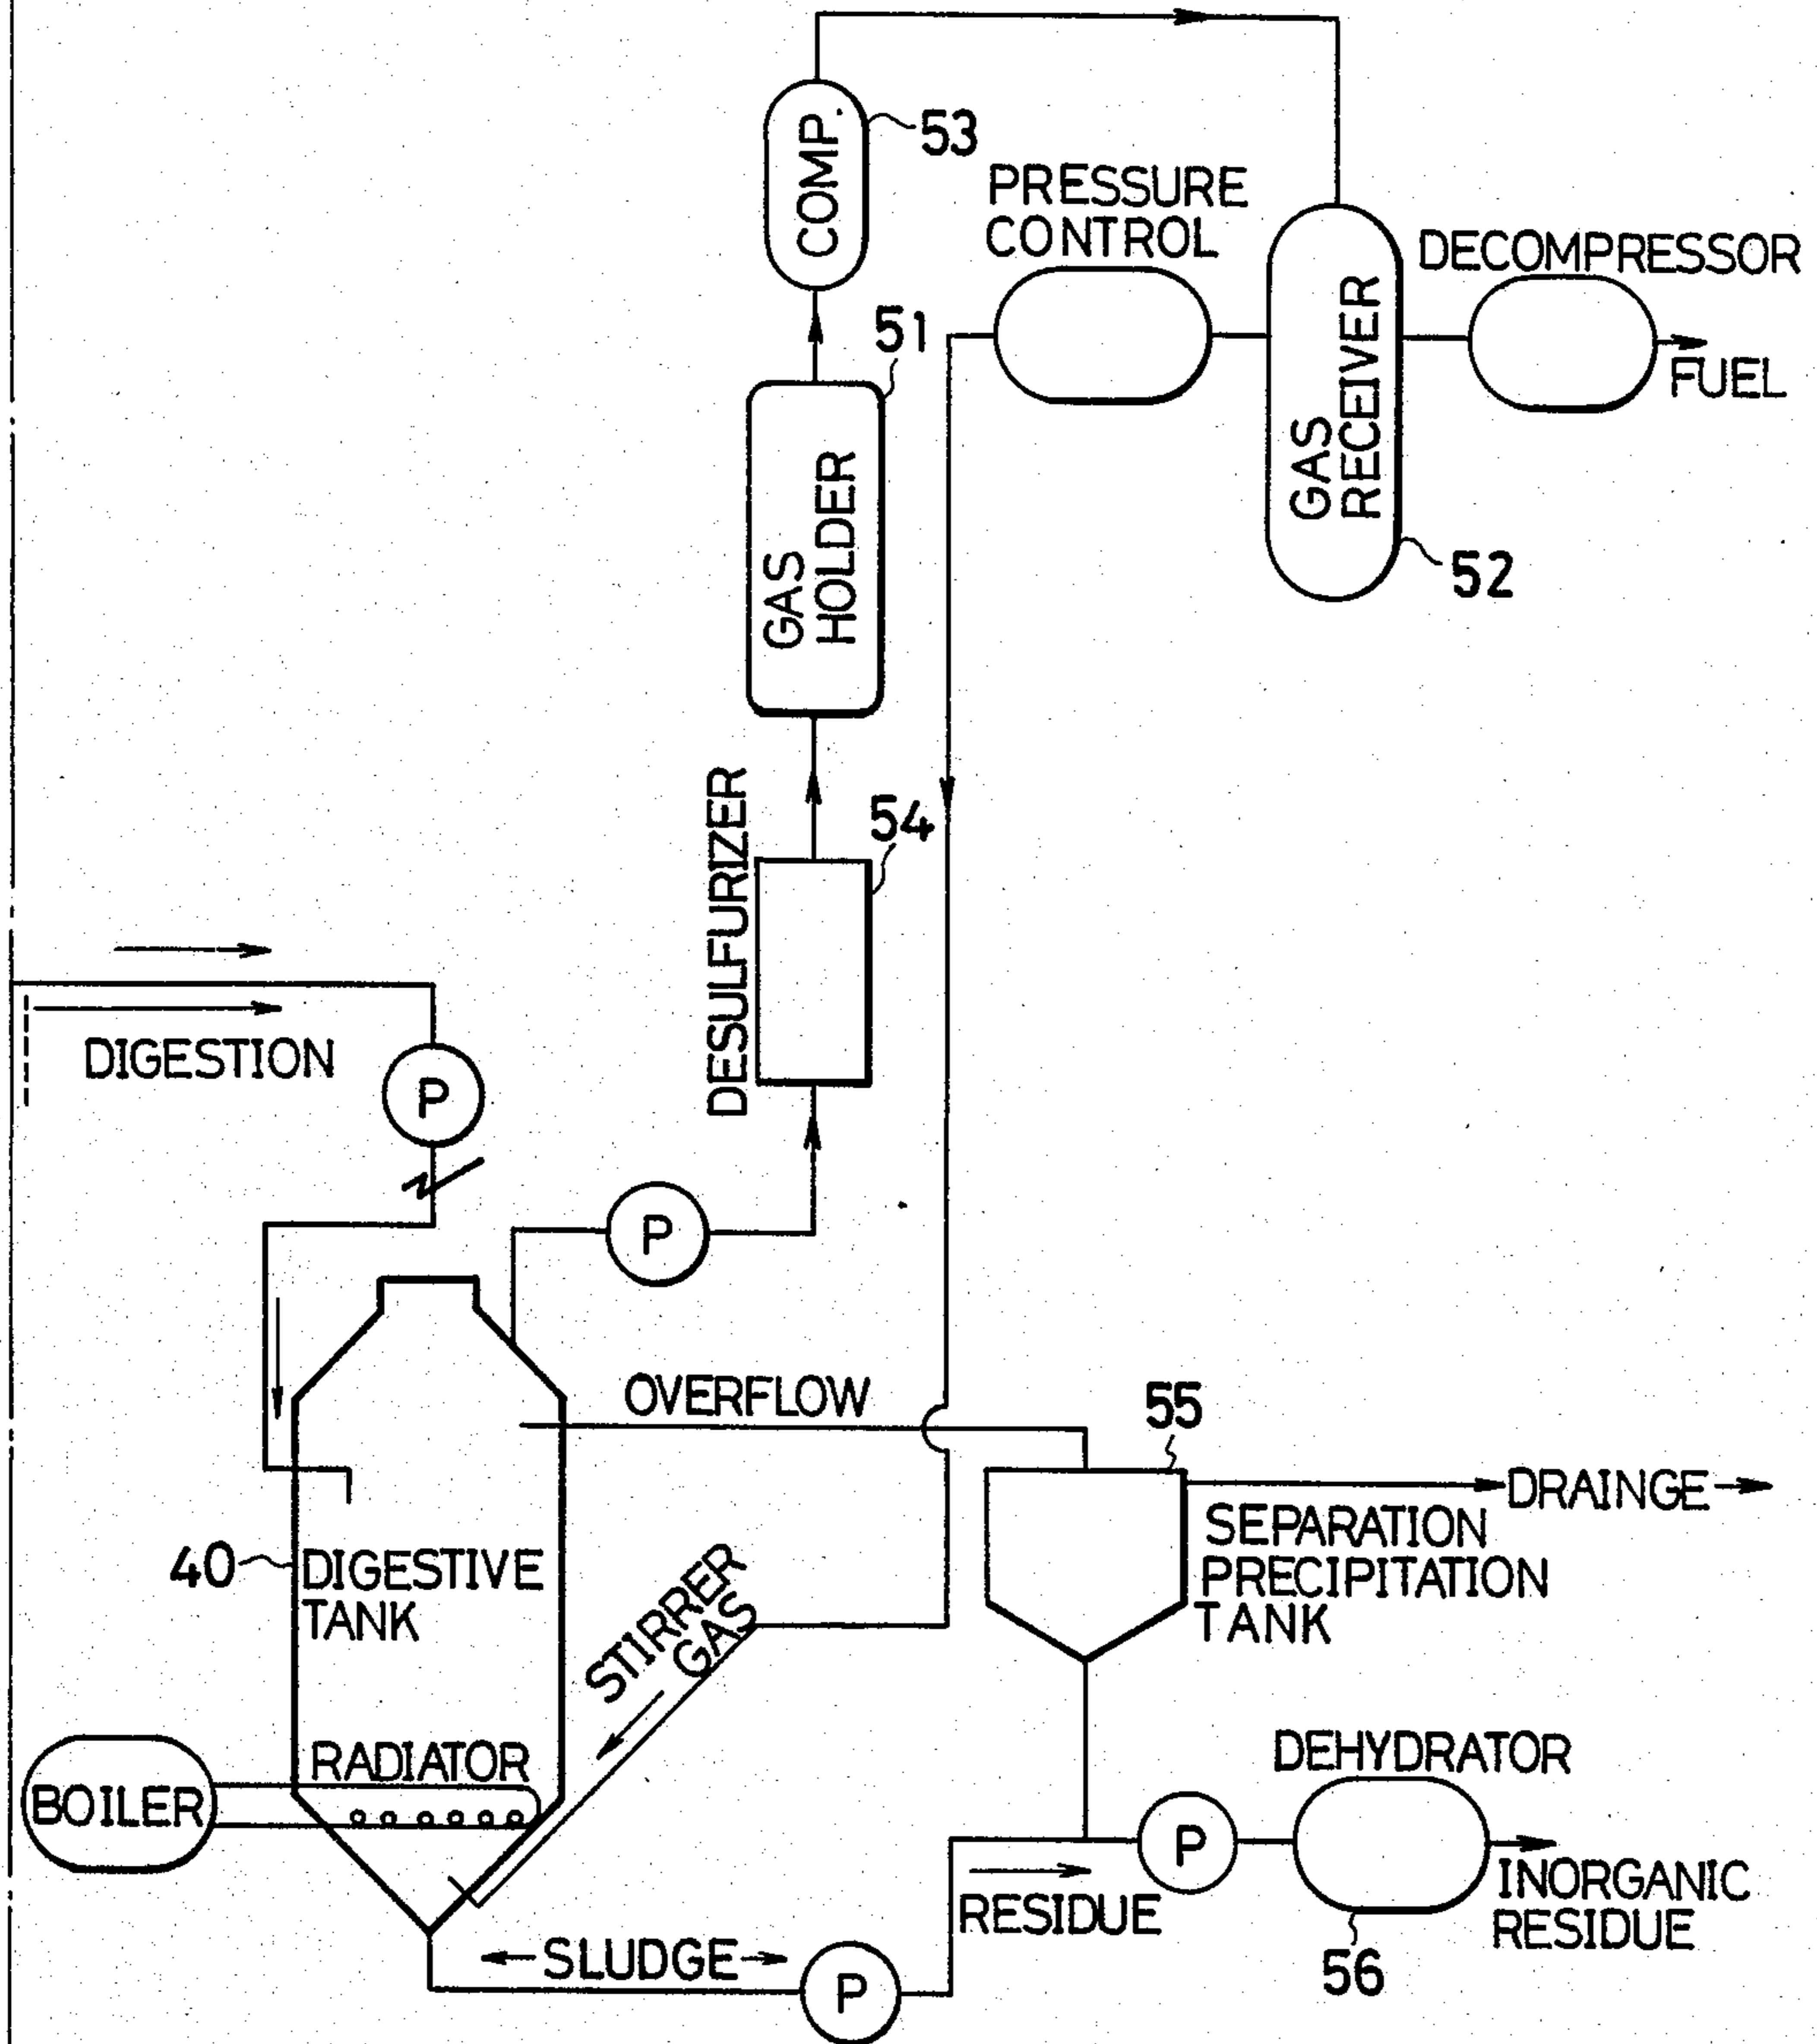 COMP.
53
PRESSURE
CONTROL
DECOMPRESSOR
51
GAS
RECEIVER
FUEL
GAS
HOLDER
52
DESULFURIZER
54
DIGESTION
P
P
OVERFLOW
55
DRAINGE
SEPARATION
PRECIPITATION
TANK
40
DIGESTIVE
TANK
STIRRER
GAS
RADIATOR
BOILER
DEHYDRATOR
P
RESIDUE
INORGANIC
RESIDUE
SLUDGE
P
56